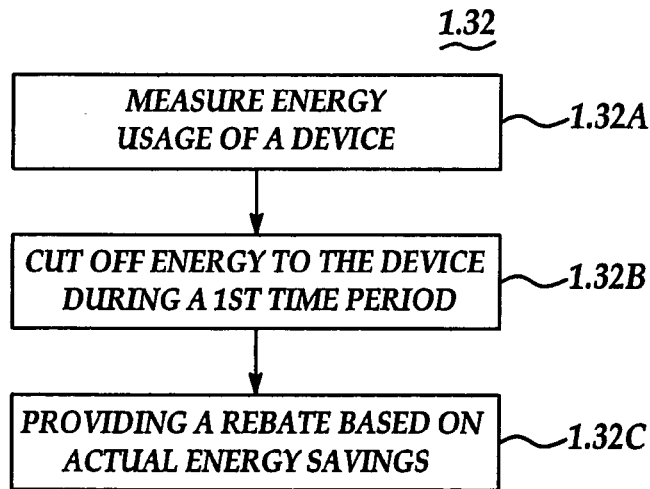 1.32
MEASURE ENERGY
USAGE OF A DEVICE
1.32A
CUT OFF ENERGY TO THE DEVICE
DURING A 1ST TIME PERIOD
1.32B
PROVIDING A REBATE BASED ON
ACTUAL ENERGY SAVINGS
1.32C